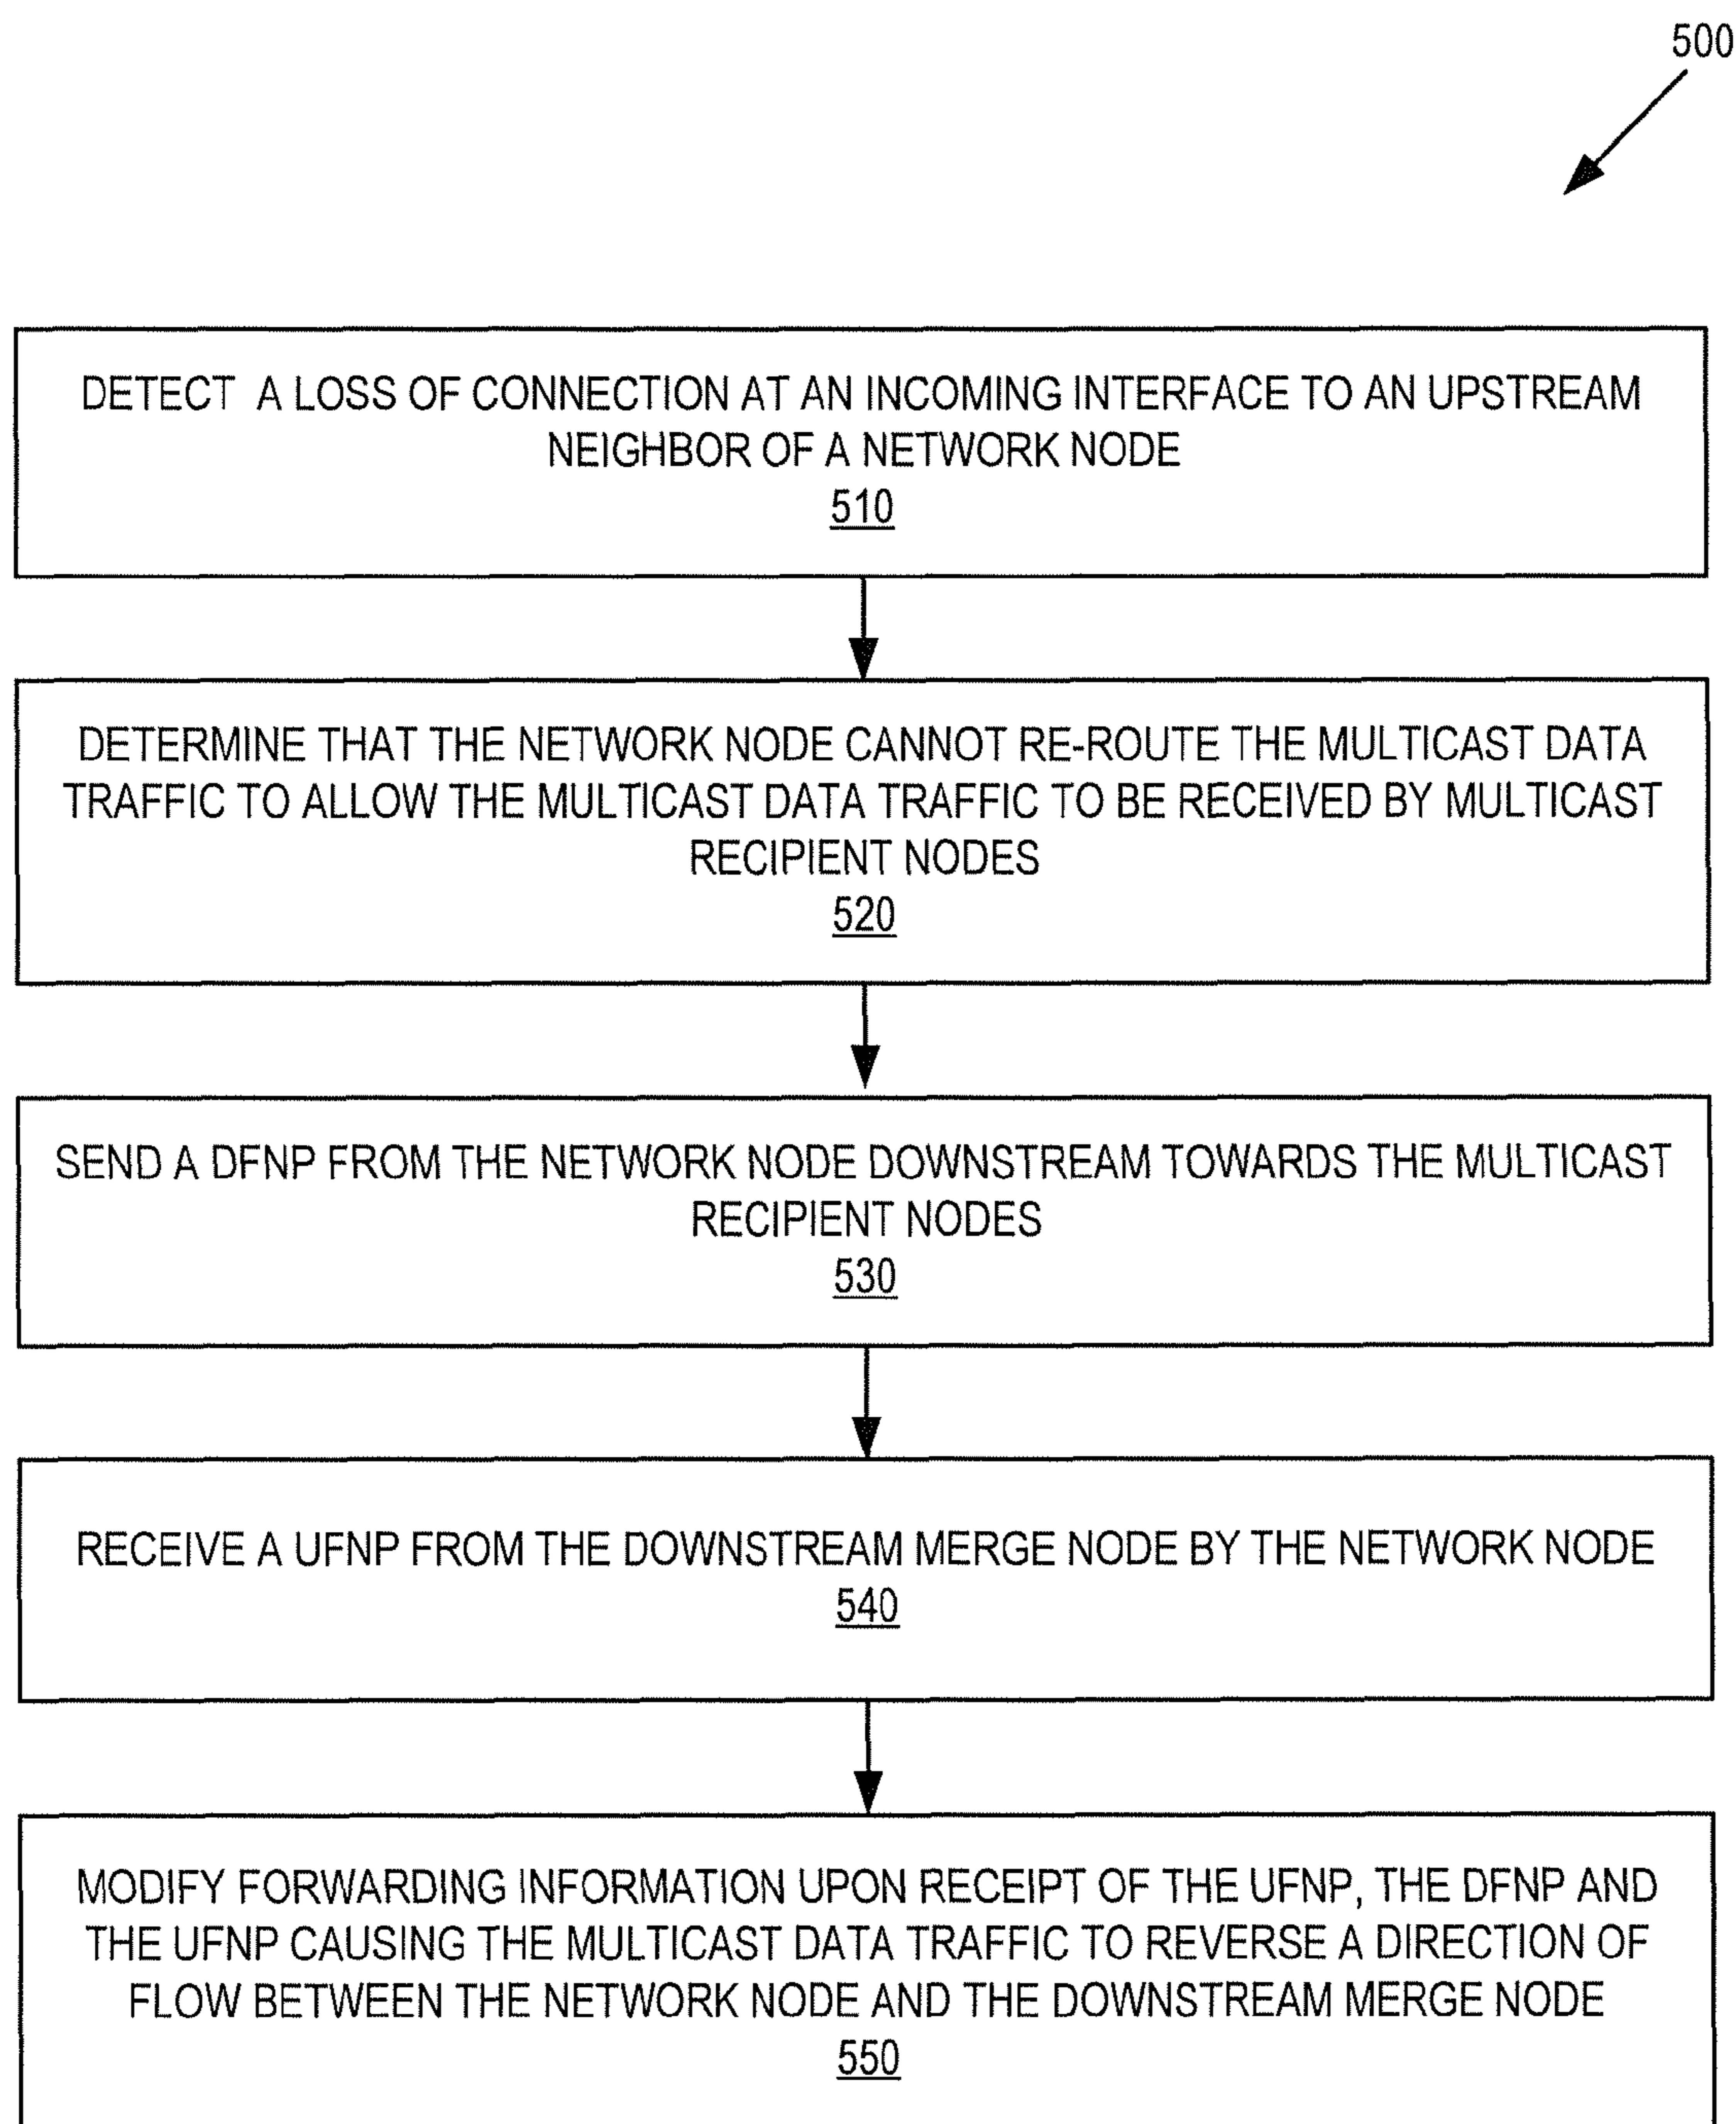 500
DETECT A LOSS OF CONNECTION AT AN INCOMING INTERFACE TO AN UPSTREAM
NEIGHBOR OF A NETWORK NODE
510
DETERMINE THAT THE NETWORK NODE CANNOT RE-ROUTE THE MULTICAST DATA
TRAFFIC TO ALLOW THE MULTICAST DATA TRAFFIC TO BE RECEIVED BY MULTICAST
RECIPIENT NODES
520
SEND A DFNP FROM THE NETWORK NODE DOWNSTREAM TOWARDS THE MULTICAST
RECIPIENT NODES
530
RECEIVE A UFNP FROM THE DOWNSTREAM MERGE NODE BY THE NETWORK NODE
540
MODIFY FORWARDING INFORMATION UPON RECEIPT OF THE UFNP, THE DFNP AND
THE UFNP CAUSING THE MULTICAST DATA TRAFFIC TO REVERSE A DIRECTION OF
FLOW BETWEEN THE NETWORK NODE AND THE DOWNSTREAM MERGE NODE
550